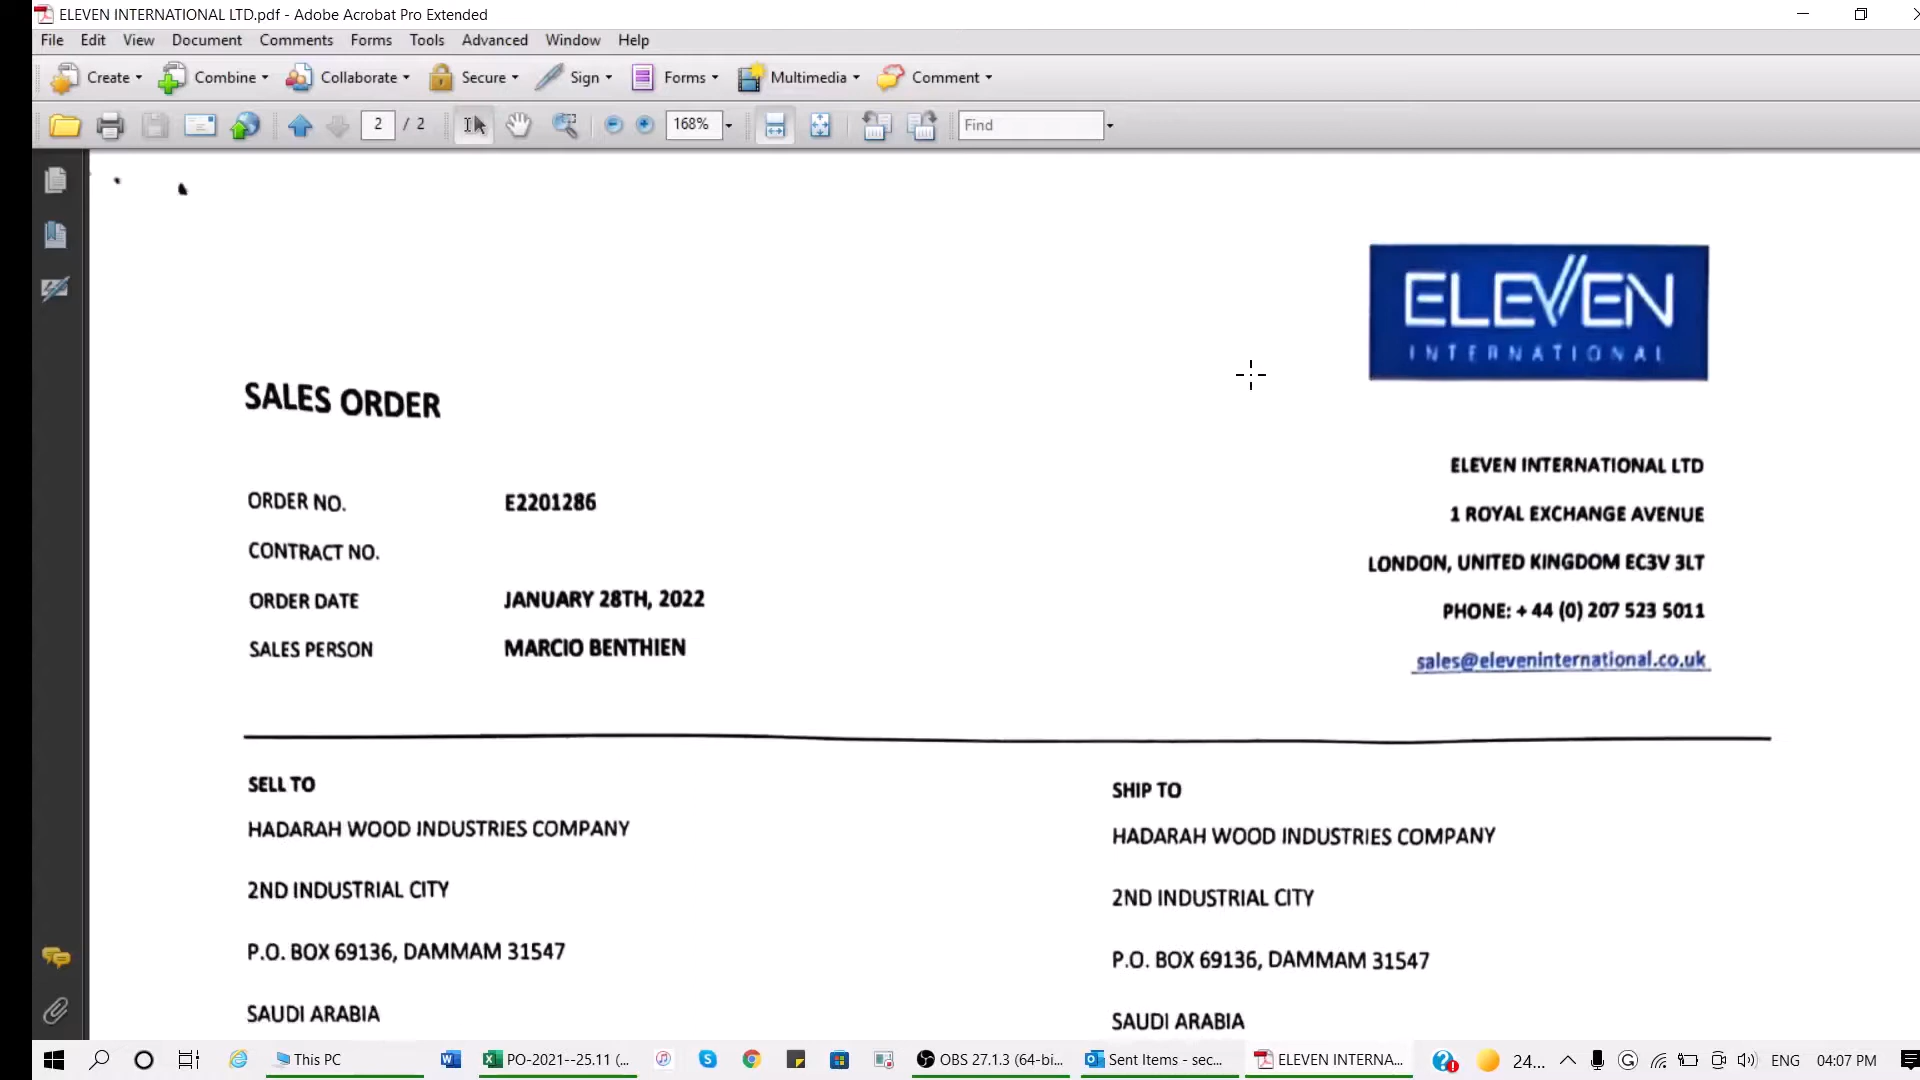 ELEVEN INTERNATIONAL LTD.pdf - Adobe Acrobat Pro Extended
File Edit View Document Comments Forms Tools Advanced Window Help
Create Combine Collaborate Secure Sign Forms Multimedia Comment
2 / 2 168% Find
ELEVEN
INTERNATIONAL
SALES ORDER
ELEVEN INTERNATIONAL LTD
ORDER NO. E2201286
1 ROYAL EXCHANGE AVENUE
CONTRACT NO.
LONDON, UNITED KINGDOM EC3V 3LT
ORDER DATE JANUARY 28TH, 2022
PHONE: + 44 (0) 207 523 5011
SALES PERSON MARCIO BENTHIEN
sales@eleveninternational.co.uk
SELL TO
HADARAH WOOD INDUSTRIES COMPANY
2ND INDUSTRIAL CITY
P.O. BOX 69136, DAMMAM 31547
SAUDI ARABIA
SHIP TO
HADARAH WOOD INDUSTRIES COMPANY
2ND INDUSTRIAL CITY
P.O. BOX 69136, DAMMAM 31547
SAUDI ARABIA
This PC PO-2021--25.11 (... OBS 27.1.3 (64-bi... Sent Items - sec... ELEVEN INTERNA... 24... ENG 04:07 PM